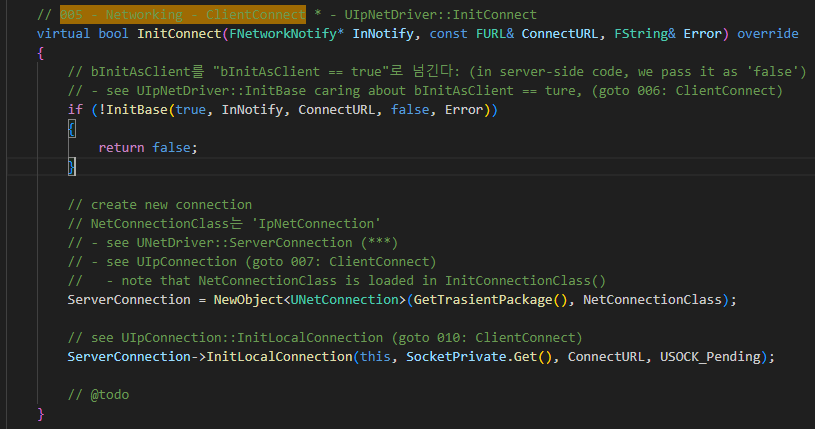 // 005 - Networking - ClientConnect * - UIpNetDriver::InitConnect
virtual bool InitConnect(FNetworkNotify* InNotify, const FURL& ConnectURL, FString& Error) override
{
// bInitAsClient를 "bInitAsClient == true"로 넘긴다: (in server-side code, we pass it as 'false')
// - see UIpNetDriver::InitBase caring about bInitAsClient == ture, (goto 006: ClientConnect)
if (!InitBase(true, InNotify, ConnectURL, false, Error))
{
return false;
}
// create new connection
// NetConnectionClass는 'IpNetConnection'
// - see UNetDriver::ServerConnection (***)
// - see UIpConnection (goto 007: ClientConnect)
//   - note that NetConnectionClass is loaded in InitConnectionClass()
ServerConnection = NewObject<UNetConnection>(GetTrasientPackage(), NetConnectionClass);
// see UIpConnection::InitLocalConnection (goto 010: ClientConnect)
ServerConnection->InitLocalConnection(this, SocketPrivate.Get(), ConnectURL, USOCK_Pending);
// @todo
}